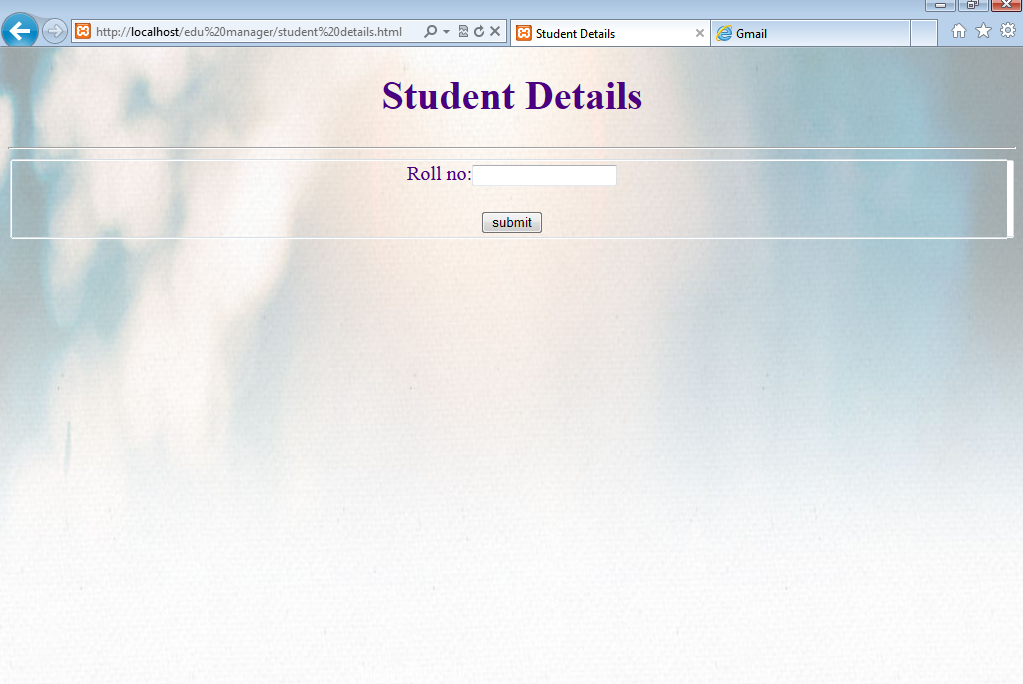 http://localhost/edu%20manager/student%20details.html
Student Details
Gmail
Student Details
Roll no:
submit